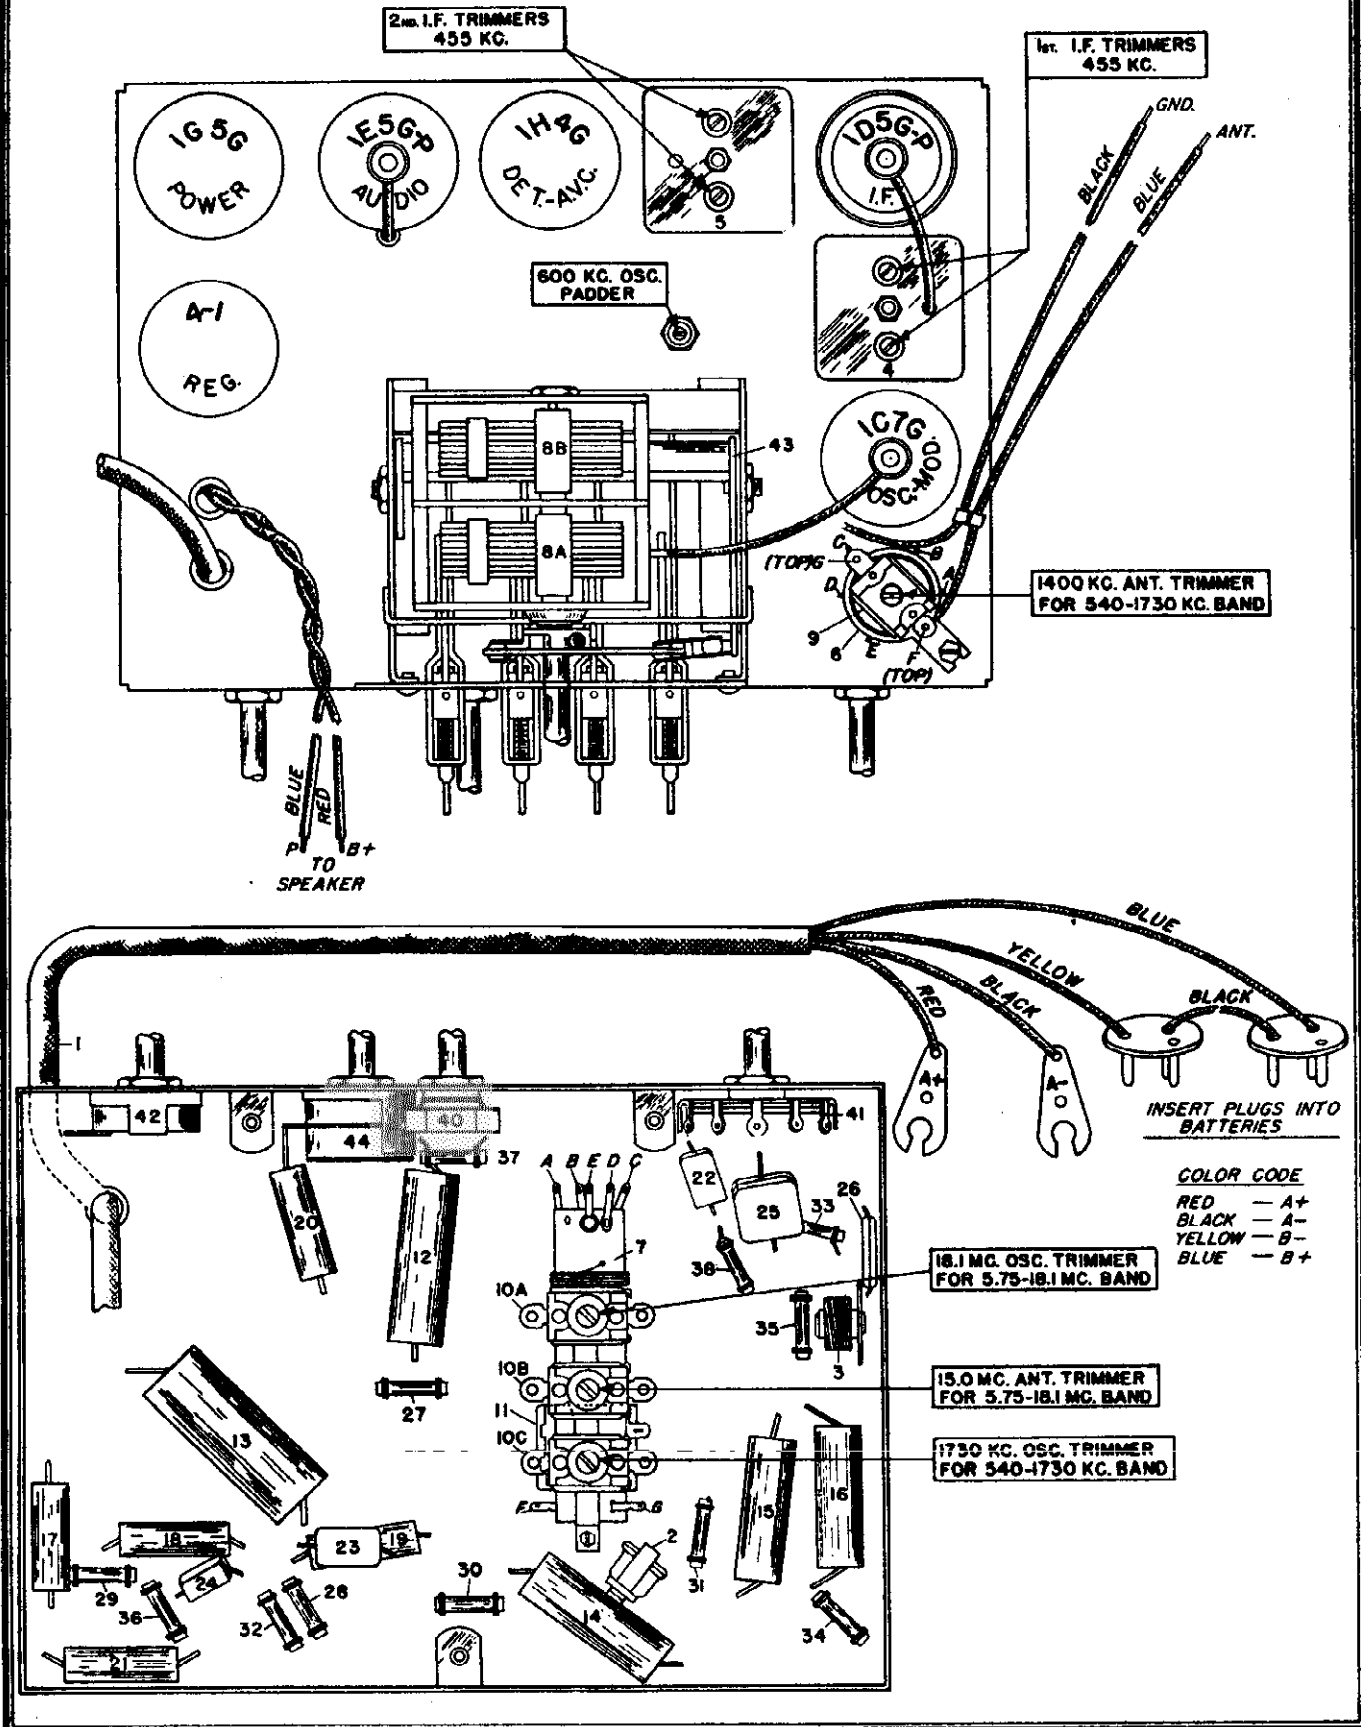 2ND. I.F. TRIMMERS
455 KC.
1ST. I.F. TRIMMERS
455 KC.
GND.
ANT.
BLACK
BLUE
1G5G
POWER
1E5G-P
AUDIO
1H4G
DET.-A.V.C.
5
1D5G-P
I.F.
600 KC. OSC.
PADDER
4
A-1
REG.
8B
43
1C7G
OSC.-MOD.
8A
C
B
(TOP)G
A
D
1400 KC. ANT. TRIMMER
FOR 540-1730 KC. BAND
9
6
E
F
(TOP)
BLUE
RED
P
B+
TO
SPEAKER
BLUE
YELLOW
BLACK
RED
BLACK
1
A+
A-
42
44
40
41
INSERT PLUGS INTO
BATTERIES
37
A B E D C
22
COLOR CODE
RED — A+
BLACK — A-
YELLOW — B-
BLUE — B+
20
12
25
33
26
7
38
18.1 MC. OSC. TRIMMER
FOR 5.75-18.1 MC. BAND
10A
35
3
10B
15.0 MC. ANT. TRIMMER
FOR 5.75-18.1 MC. BAND
27
11
13
10C
1730 KC. OSC. TRIMMER
FOR 540-1730 KC. BAND
17
15
16
F
G
18
23
19
2
29
24
30
31
36
32
28
14
34
21